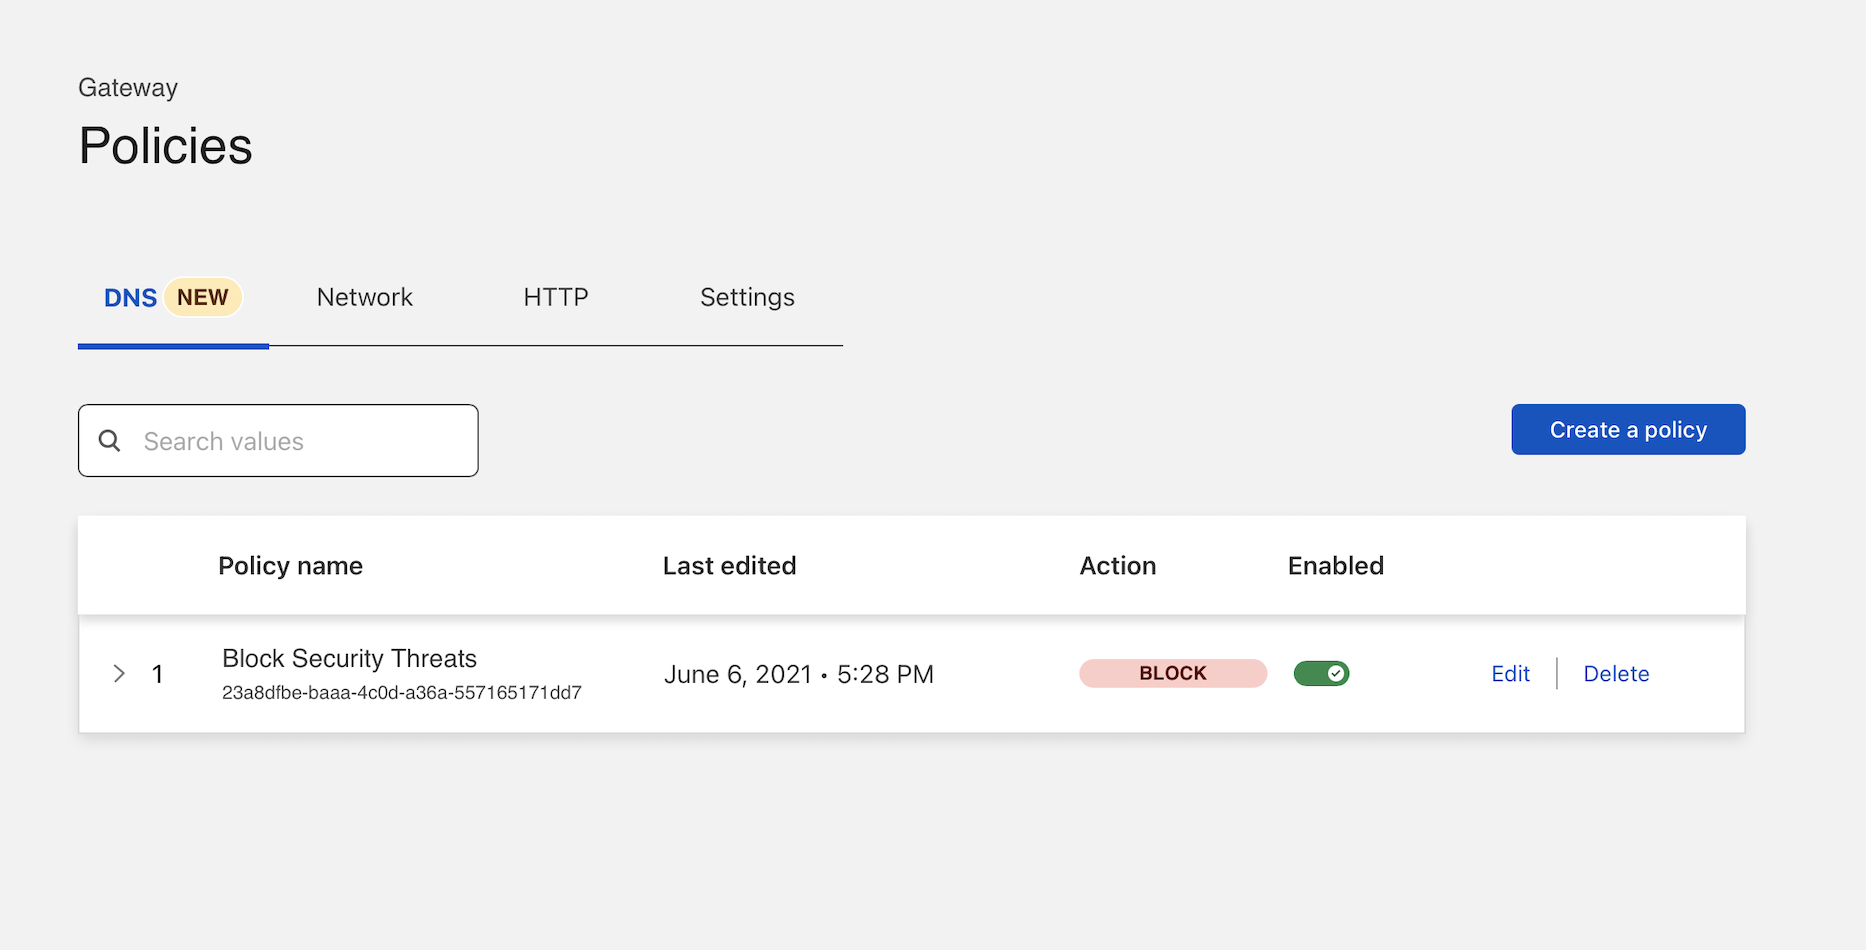 Gateway
Policies
DNS NEW Network HTTP Settings
Search values
Create a policy
Policy name Last edited Action Enabled
1 Block Security Threats June 6, 2021 • 5:28 PM BLOCK Edit Delete
23a8dfbe-baaa-4c0d-a36a-557165171dd7